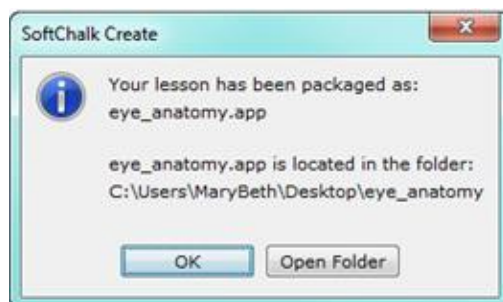 SoftChalk Create
Your lesson has been packaged as:
eye_anatomy.app
eye_anatomy.app is located in the folder:
C:\Users\MaryBeth\Desktop\eye_anatomy
OK
Open Folder